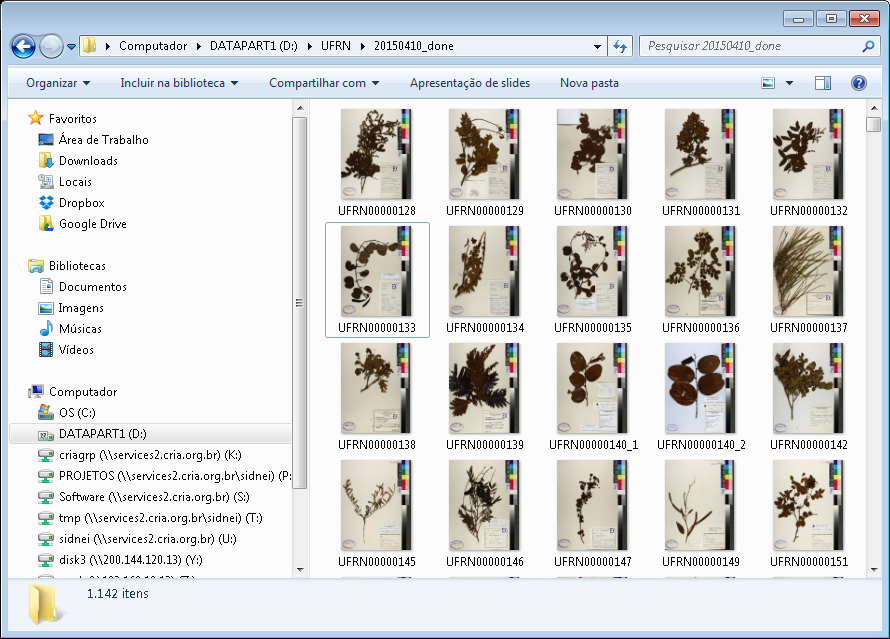 Computador ▸ DATAPART1 (D:) ▸ UFRN ▸ 20150410_done
Pesquisar 20150410_done
Organizar
Incluir na biblioteca
Compartilhar com
Apresentação de slides
Nova pasta
Favoritos
Área de Trabalho
Downloads
Locais
Dropbox
Google Drive
Bibliotecas
Documentos
Imagens
Músicas
Vídeos
Computador
OS (C:)
DATAPART1 (D:)
criagrp (\\services2.cria.org.br) (K:)
PROJETOS (\\services2.cria.org.br\sidnei) (P:
Software (\\services2.cria.org.br) (S:)
tmp (\\services2.cria.org.br\sidnei) (T:)
sidnei (\\services2.cria.org.br) (U:)
disk3 (\\200.144.120.13) (Y:)
UFRN00000128
UFRN00000129
UFRN00000130
UFRN00000131
UFRN00000132
UFRN00000133
UFRN00000134
UFRN00000135
UFRN00000136
UFRN00000137
UFRN00000138
UFRN00000139
UFRN00000140_1
UFRN00000140_2
UFRN00000142
UFRN00000145
UFRN00000146
UFRN00000147
UFRN00000149
UFRN00000151
1.142 itens